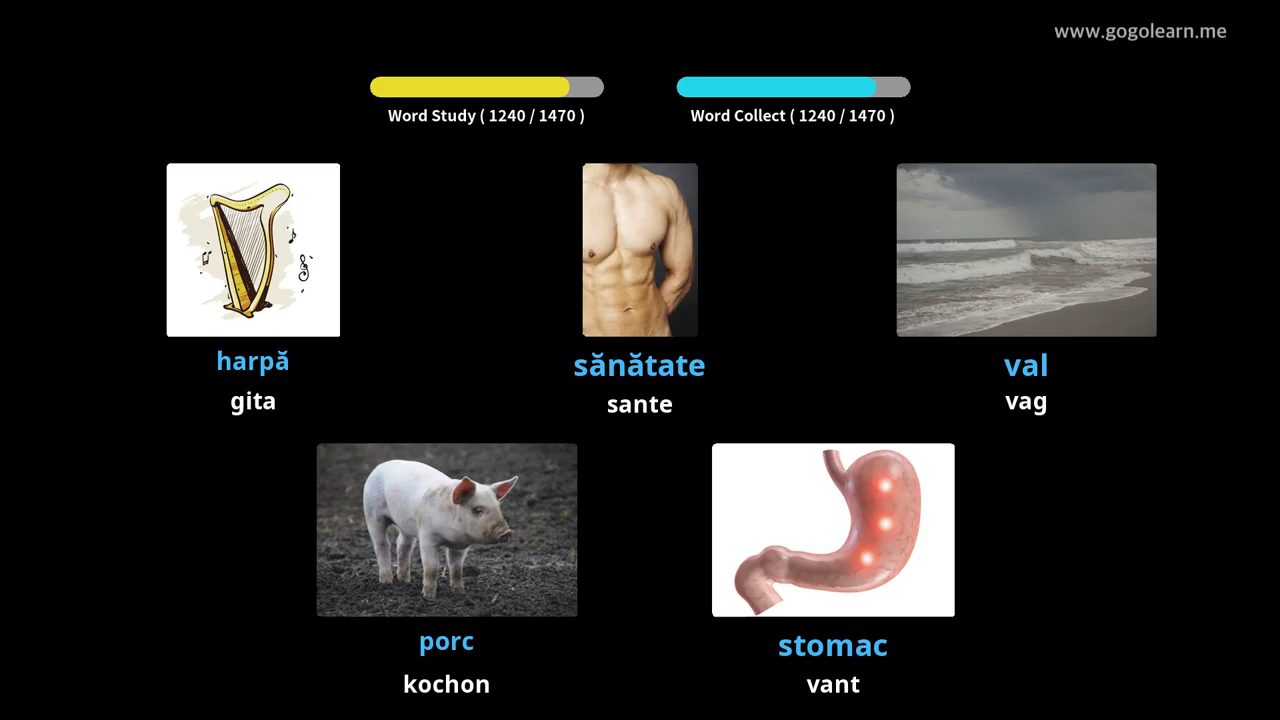 www.gogolearn.me
Word Study ( 1240 / 1470 )
Word Collect ( 1240 / 1470 )
harpă
gita
sănătate
sante
val
vag
porc
kochon
stomac
vant